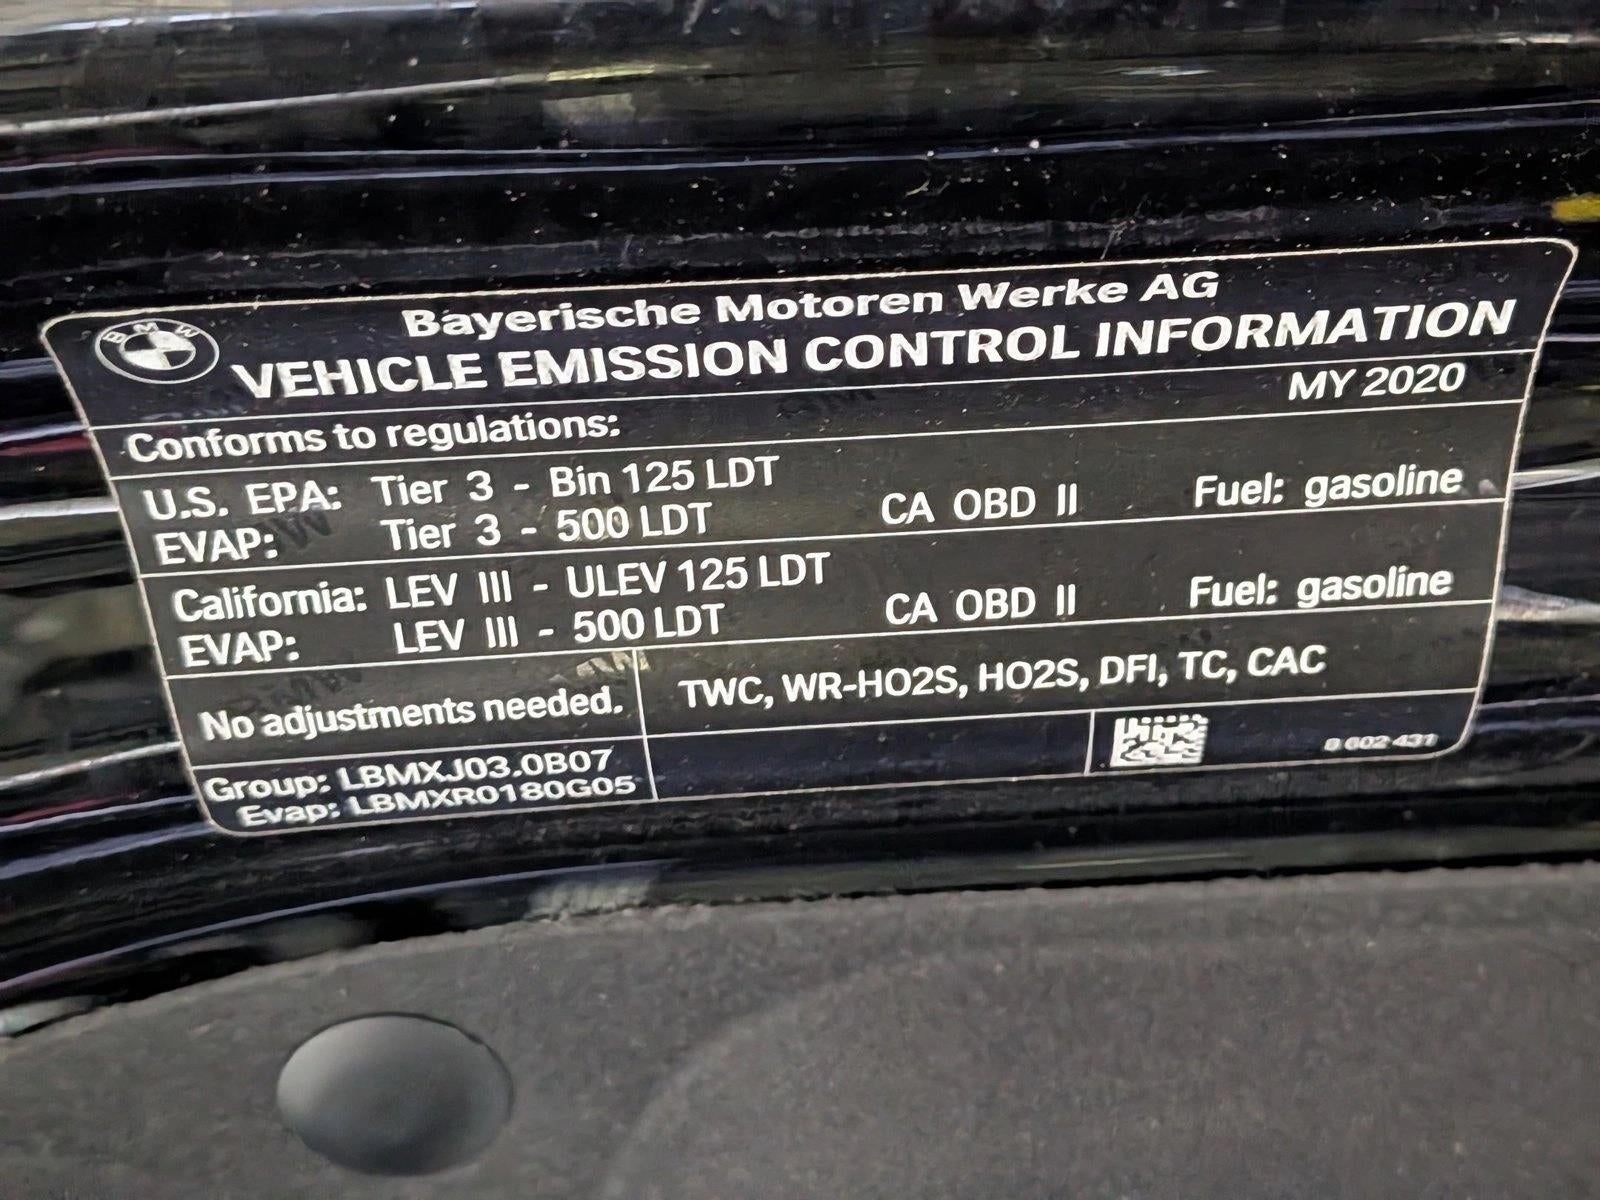 BMW
Bayerische Motoren Werke AG
VEHICLE EMISSION CONTROL INFORMATION
MY 2020
Conforms to regulations:
U.S. EPA: Tier 3 - Bin 125 LDT
EVAP: Tier 3 - 500 LDT CA OBD II Fuel: gasoline
California: LEV III - ULEV 125 LDT
EVAP: LEV III - 500 LDT CA OBD II Fuel: gasoline
No adjustments needed. TWC, WR-HO2S, HO2S, DFI, TC, CAC
Group: LBMXJ03.0B07
Evap: LBMXR0180G05